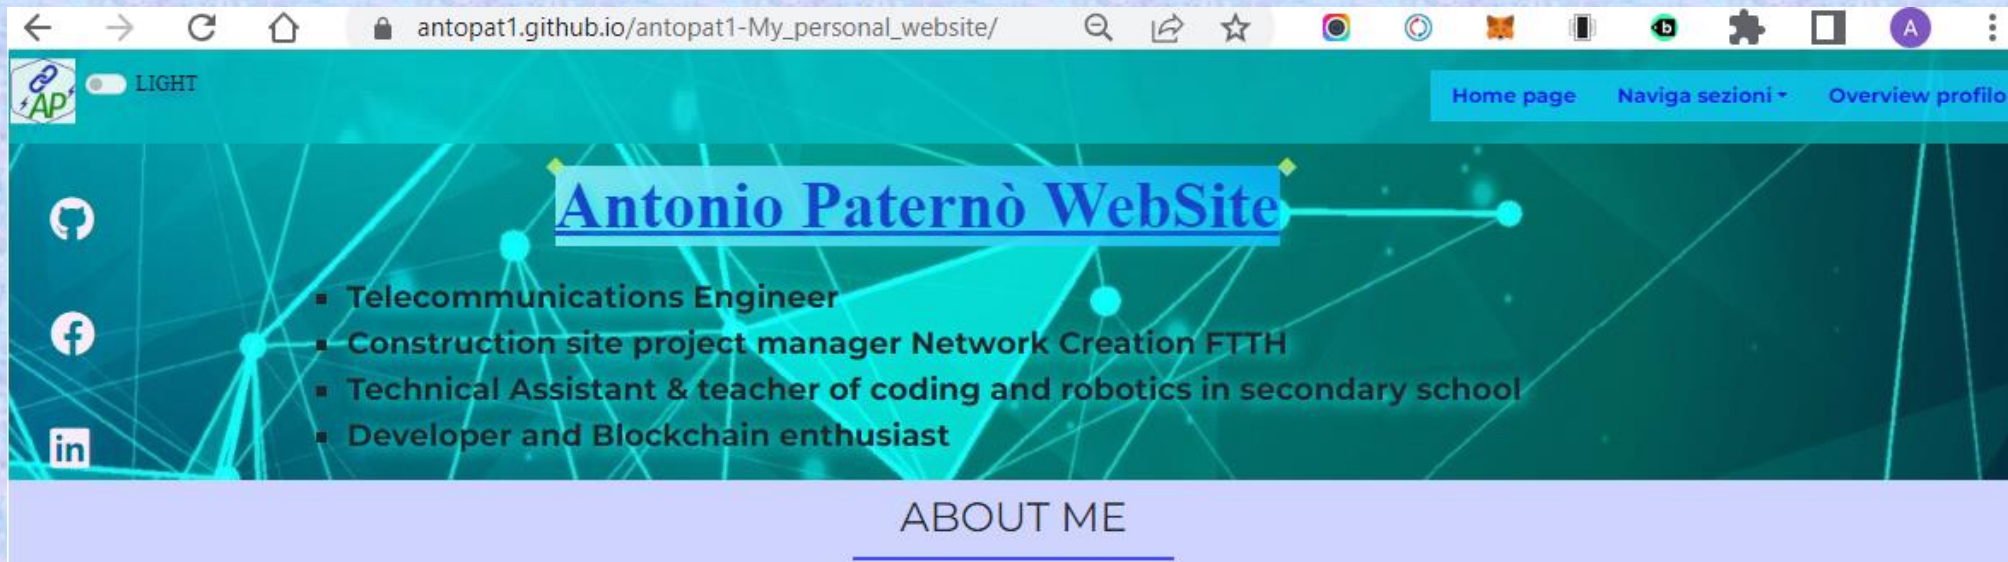 antopat1.github.io/antopat1-My_personal_website/
A
AP
LIGHT
Home page
Naviga sezioni
Overview profilo
Antonio Paternò WebSite
Telecommunications Engineer
Construction site project manager Network Creation FTTH
Technical Assistant & teacher of coding and robotics in secondary school
Developer and Blockchain enthusiast
in
ABOUT ME